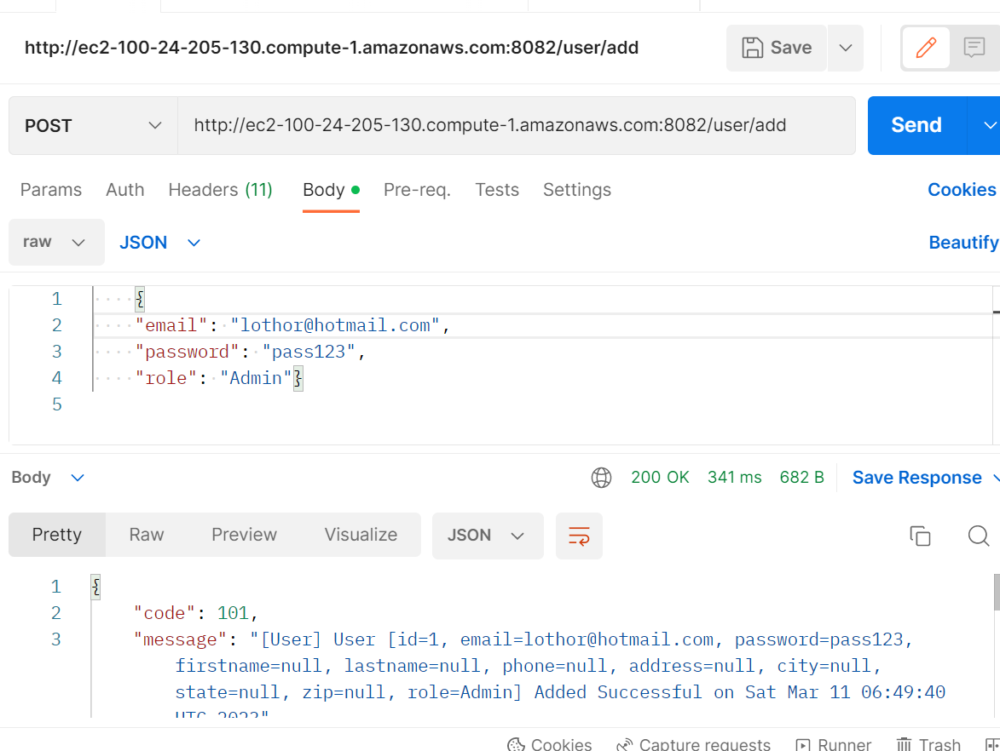 http://ec2-100-24-205-130.compute-1.amazonaws.com:8082/user/add
Save
POST
http://ec2-100-24-205-130.compute-1.amazonaws.com:8082/user/add
Send
Params Auth Headers (11) Body Pre-req. Tests Settings Cookies
raw JSON Beautify
1 {
2 "email": "lothor@hotmail.com",
3 "password": "pass123",
4 "role": "Admin"}
5
Body 200 OK 341 ms 682 B Save Response
Pretty Raw Preview Visualize JSON
1 {
2 "code": 101,
3 "message": "[User] User [id=1, email=lothor@hotmail.com, password=pass123,
firstname=null, lastname=null, phone=null, address=null, city=null,
state=null, zip=null, role=Admin] Added Successful on Sat Mar 11 06:49:40
UTC 2023"
Cookies Capture requests Runner Trash